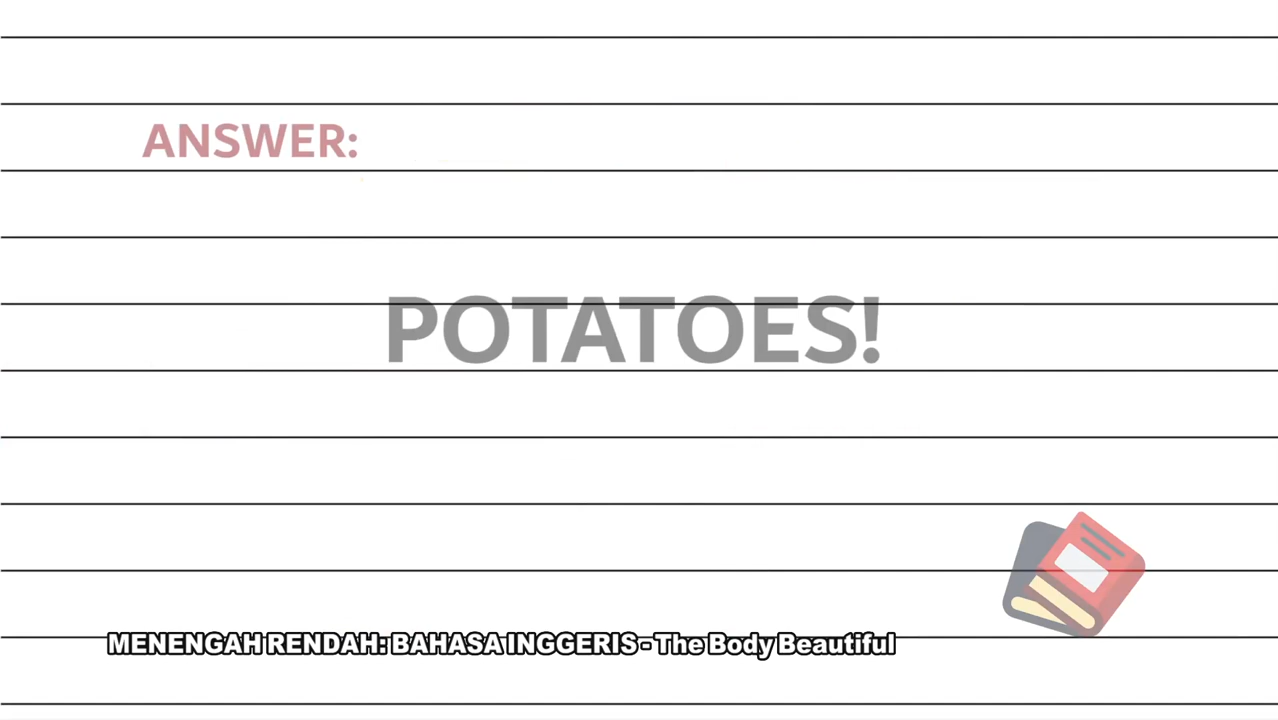 ANSWER:
POTATOES!
MENENGAH RENDAH: BAHASA INGGERIS - The Body Beautiful